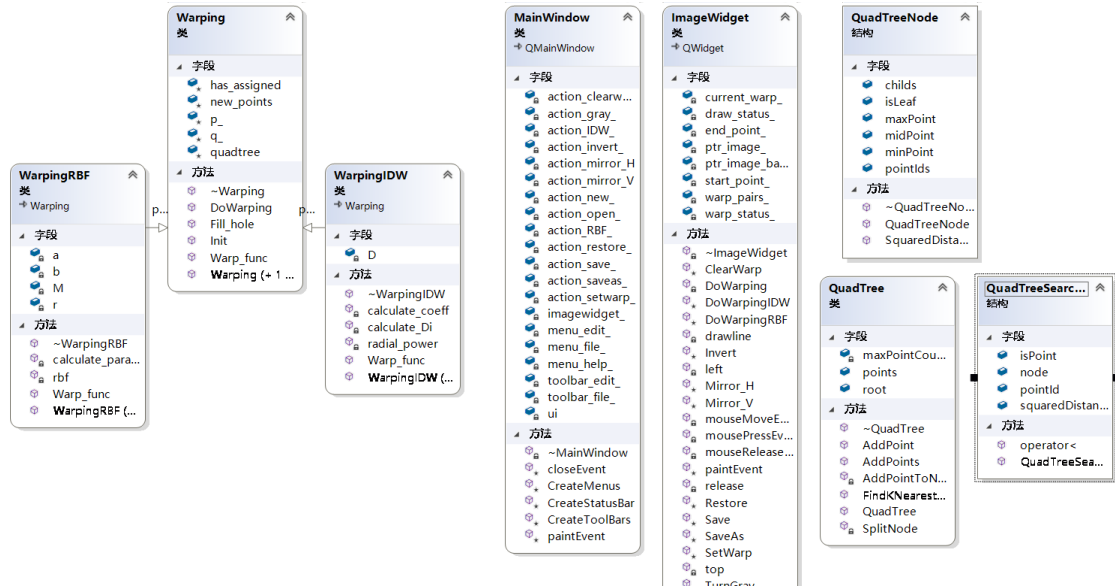 Warping
类
字段
has_assigned
new_points
p_
q_
quadtree
方法
~Warping
DoWarping
Fill_hole
Init
Warp_func
Warping (+ 1 ...
WarpingRBF
类
Warping
字段
a
b
M
r
方法
~WarpingRBF
calculate_para...
rbf
Warp_func
WarpingRBF (...
p...
p...
WarpingIDW
类
Warping
字段
D
方法
~WarpingIDW
calculate_coeff
calculate_Di
radial_power
Warp_func
WarpingIDW (...
MainWindow
类
QMainWindow
字段
action_clearw...
action_gray_
action_IDW_
action_invert_
action_mirror_H
action_mirror_V
action_new_
action_open_
action_RBF_
action_restore_
action_save_
action_saveas_
action_setwarp_
imagewidget_
menu_edit_
menu_file_
menu_help_
toolbar_edit_
toolbar_file_
ui
方法
~MainWindow
closeEvent
CreateMenus
CreateStatusBar
CreateToolBars
paintEvent
ImageWidget
类
QWidget
字段
current_warp_
draw_status_
end_point_
ptr_image_
ptr_image_ba...
start_point_
warp_pairs_
warp_status_
方法
~ImageWidget
ClearWarp
DoWarping
DoWarpingIDW
DoWarpingRBF
drawline
Invert
left
Mirror_H
Mirror_V
mouseMoveE...
mousePressEv...
mouseRelease...
paintEvent
release
Restore
Save
SaveAs
SetWarp
top
TurnGray
QuadTreeNode
结构
字段
childs
isLeaf
maxPoint
midPoint
minPoint
pointIds
方法
~QuadTreeNo...
QuadTreeNode
SquaredDista...
QuadTree
类
字段
maxPointCou...
points
root
方法
~QuadTree
AddPoint
AddPoints
AddPointToN...
FindKNearest...
QuadTree
SplitNode
QuadTreeSearc...
结构
字段
isPoint
node
pointId
squaredDistan...
方法
operator<
QuadTreeSea...